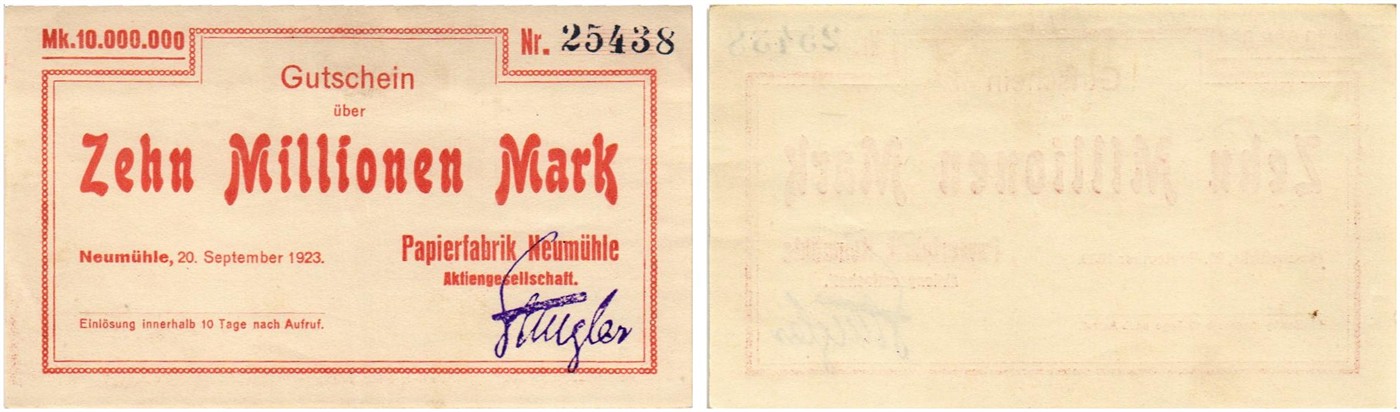 Mk.10.000.000
Nr. 25438
Gutschein
über
Zehn Millionen Mark
Neumühle, 20. September 1923.
Papierfabrik Neumühle
Aktiengesellschaft.
Einlösung innerhalb 10 Tage nach Aufruf.